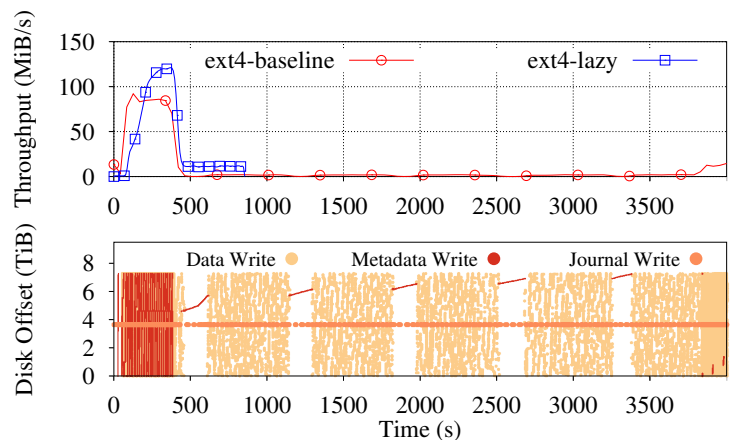 Throughput (MiB/s)
150
100
50
0
ext4-baseline
ext4-lazy
0 500 1000 1500 2000 2500 3000 3500
Disk Offset (TiB)
8
6
4
2
0
Data Write
Metadata Write
Journal Write
0 500 1000 1500 2000 2500 3000 3500
Time (s)